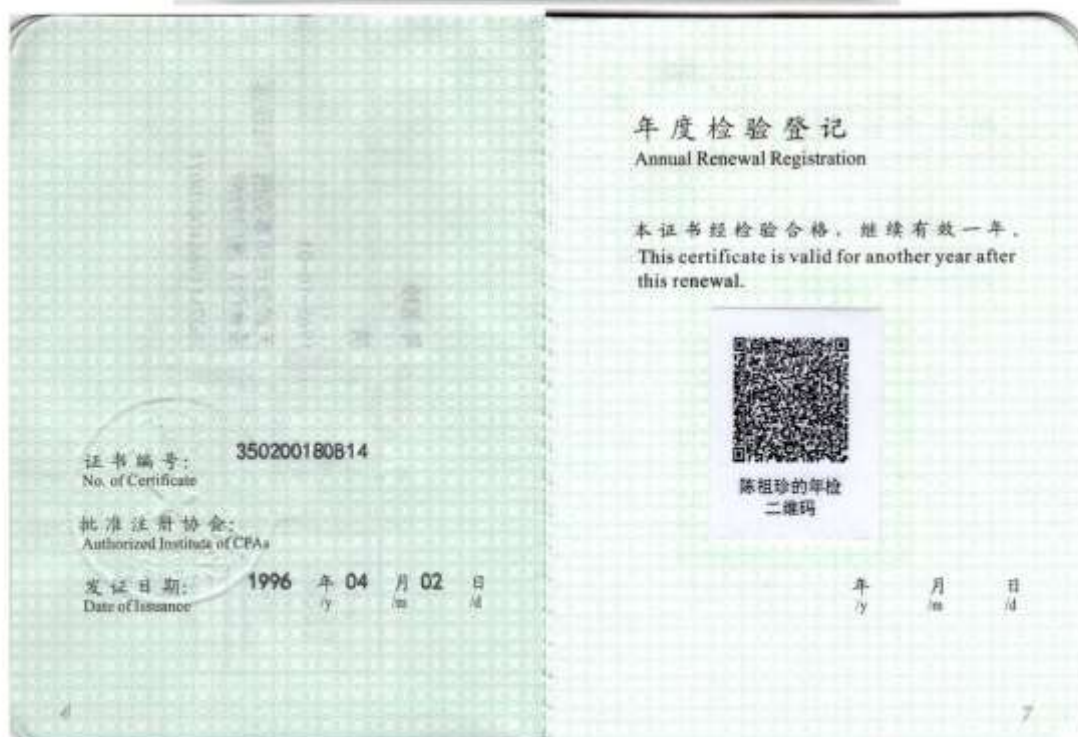 证书编号: 350200180814
No. of Certificate
批准注册协会:
Authorized Institute of CPAs
发证日期: 1996 年 04 月 02 日
Date of Issuance /y /m /d
6
年度检验登记
Annual Renewal Registration
本证书经检验合格，继续有效一年。
This certificate is valid for another year after
this renewal.
陈祖珍的年检
二维码
年 月 日
/y /m /d
7